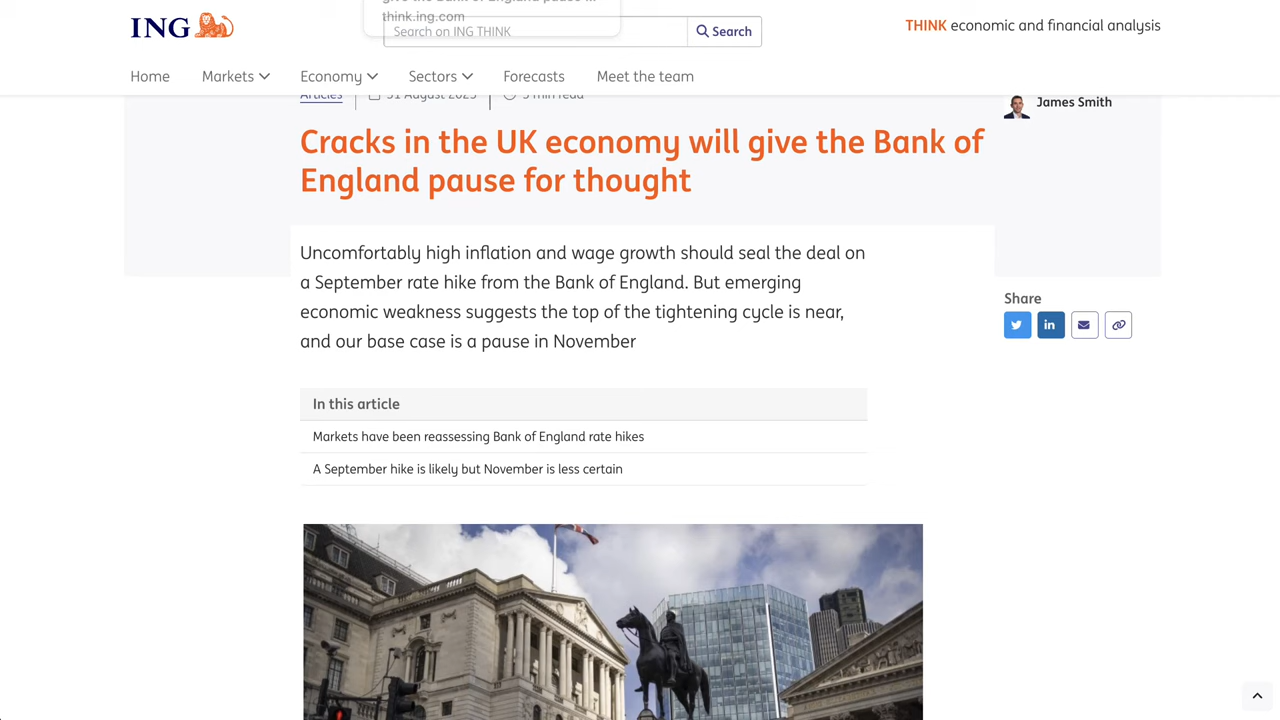 think.ing.com
ING
Search on ING THINK
Search
THINK economic and financial analysis
Home
Markets
Economy
Sectors
Forecasts
Meet the team
Articles
31 August 2023
James Smith
Cracks in the UK economy will give the Bank of
England pause for thought
Uncomfortably high inflation and wage growth should seal the deal on
a September rate hike from the Bank of England. But emerging
economic weakness suggests the top of the tightening cycle is near,
and our base case is a pause in November
Share
In this article
Markets have been reassessing Bank of England rate hikes
A September hike is likely but November is less certain